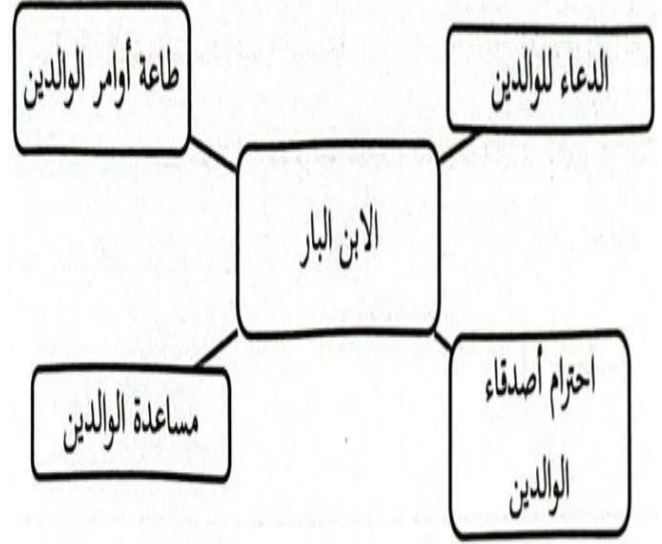 الدعاء للوالدين
طاعة أوامر الوالدين
الابن البار
احترام أصدقاء
الوالدين
مساعدة الوالدين